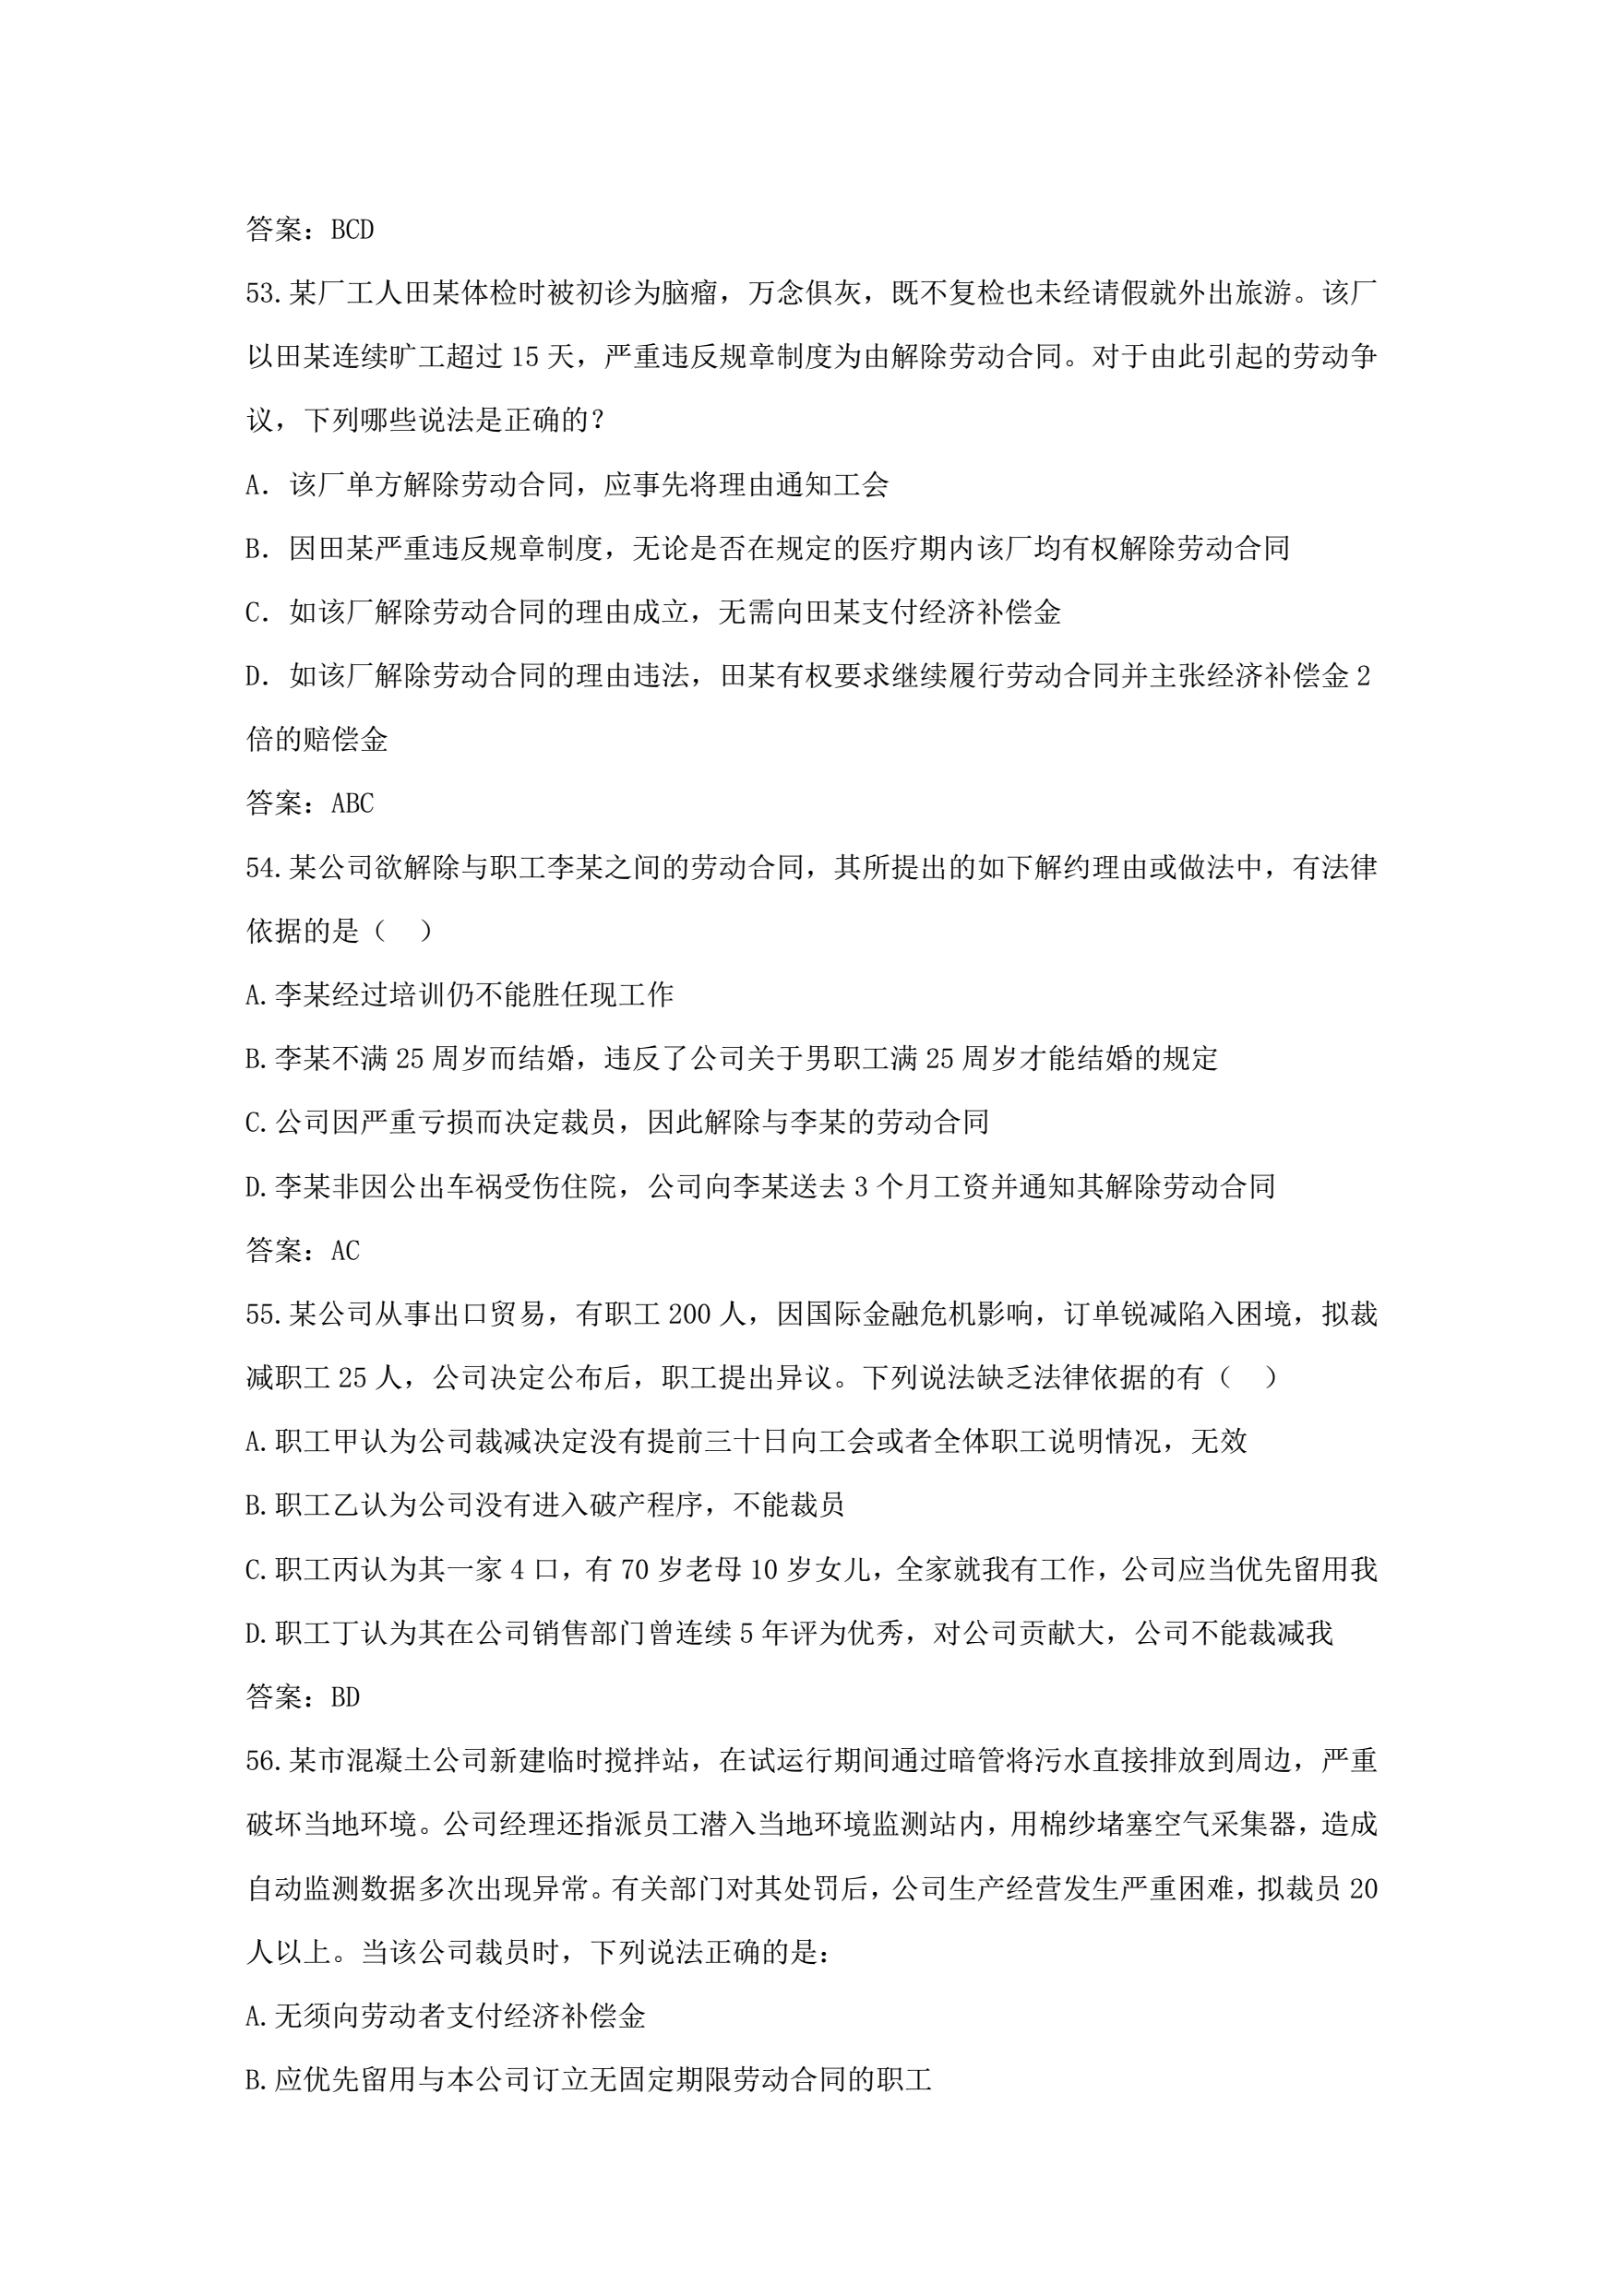 答案：BCD
53.某厂工人田某体检时被初诊为脑瘤，万念俱灰，既不复检也未经请假就外出旅游。该厂
以田某连续旷工超过 15 天，严重违反规章制度为由解除劳动合同。对于由此引起的劳动争
议，下列哪些说法是正确的？
A．该厂单方解除劳动合同，应事先将理由通知工会
B．因田某严重违反规章制度，无论是否在规定的医疗期内该厂均有权解除劳动合同
C．如该厂解除劳动合同的理由成立，无需向田某支付经济补偿金
D．如该厂解除劳动合同的理由违法，田某有权要求继续履行劳动合同并主张经济补偿金 2
倍的赔偿金
答案：ABC
54.某公司欲解除与职工李某之间的劳动合同，其所提出的如下解约理由或做法中，有法律
依据的是（　）
A.李某经过培训仍不能胜任现工作
B.李某不满 25 周岁而结婚，违反了公司关于男职工满 25 周岁才能结婚的规定
C.公司因严重亏损而决定裁员，因此解除与李某的劳动合同
D.李某非因公出车祸受伤住院，公司向李某送去 3 个月工资并通知其解除劳动合同
答案：AC
55.某公司从事出口贸易，有职工 200 人，因国际金融危机影响，订单锐减陷入困境，拟裁
减职工 25 人，公司决定公布后，职工提出异议。下列说法缺乏法律依据的有（　）
A.职工甲认为公司裁减决定没有提前三十日向工会或者全体职工说明情况，无效
B.职工乙认为公司没有进入破产程序，不能裁员
C.职工丙认为其一家 4 口，有 70 岁老母 10 岁女儿，全家就我有工作，公司应当优先留用我
D.职工丁认为其在公司销售部门曾连续 5 年评为优秀，对公司贡献大，公司不能裁减我
答案：BD
56.某市混凝土公司新建临时搅拌站，在试运行期间通过暗管将污水直接排放到周边，严重
破坏当地环境。公司经理还指派员工潜入当地环境监测站内，用棉纱堵塞空气采集器，造成
自动监测数据多次出现异常。有关部门对其处罚后，公司生产经营发生严重困难，拟裁员 20
人以上。当该公司裁员时，下列说法正确的是：
A.无须向劳动者支付经济补偿金
B.应优先留用与本公司订立无固定期限劳动合同的职工